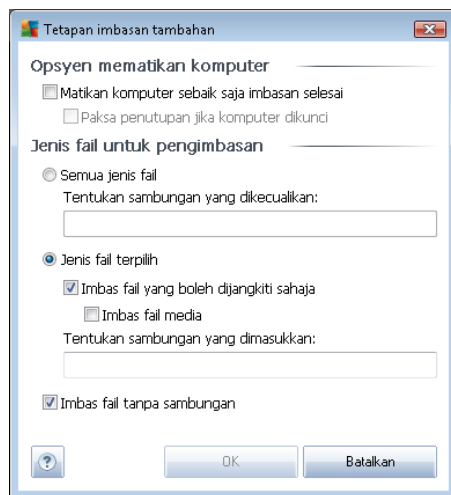 Tetapan imbasan tambahan
Opsyen mematikan komputer
Matikan komputer sebaik saja imbasan selesai
Paksa penutupan jika komputer dikunci
Jenis fail untuk pengimbasan
Semua jenis fail
Tentukan sambungan yang dikecualikan:
Jenis fail terpilih
Imbas fail yang boleh dijangkiti sahaja
Imbas fail media
Tentukan sambungan yang dimasukkan:
Imbas fail tanpa sambungan
? OK Batalkan